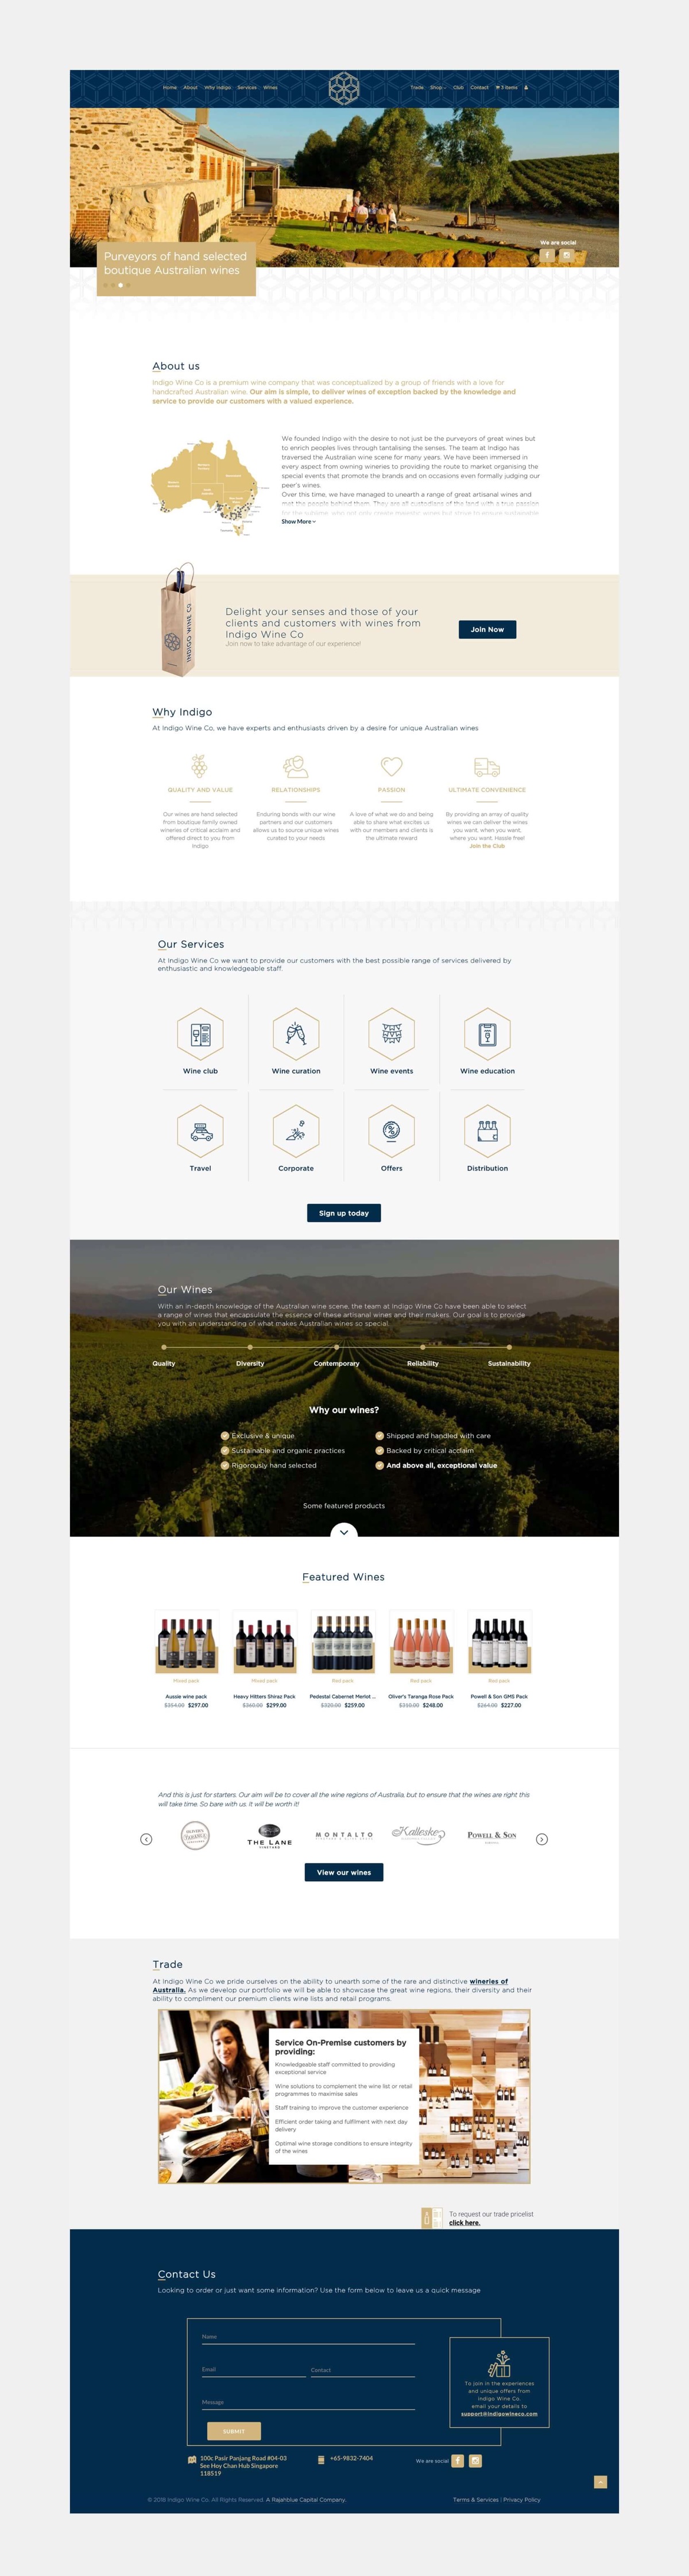 Home About Why Indigo Services Wines
Trade Shop Club Contact 3 items
Purveyors of hand selected
boutique Australian wines
We are social
About us
Indigo Wine Co is a premium wine company that was conceptualized by a group of friends with a love for
handcrafted Australian wine. Our aim is simple, to deliver wines of exception backed by the knowledge and
service to provide our customers with a valued experience.
We founded Indigo with the desire to not just be the purveyors of great wines but
to enrich peoples lives through tantalising the senses. The team at Indigo has
traversed the Australian wine scene for many years. We have been immersed in
every aspect from owning wineries to providing the route to market organising the
special events that promote the brands and on occasions even formally judging our
peer's wines.
Over this time, we have managed to unearth a range of great artisanal wines and
met the people behind them. They are all custodians of the land with a true passion
Show More
INDIGO WINE CO
Delight your senses and those of your
clients and customers with wines from
Indigo Wine Co
Join now to take advantage of our experience!
Join Now
Why Indigo
At Indigo Wine Co, we have experts and enthusiasts driven by a desire for unique Australian wines
QUALITY AND VALUE
Our wines are hand selected
from boutique family owned
wineries of critical acclaim and
offered direct to you from
Indigo
RELATIONSHIPS
Enduring bonds with our wine
partners and our customers
allows us to source unique wines
curated to your needs
PASSION
A love of what we do and being
able to share what excites us
with our members and clients is
the ultimate reward
ULTIMATE CONVENIENCE
By providing an array of quality
wines we can deliver the wines
you want, when you want,
where you want. Hassle free!
Join the Club
Our Services
At Indigo Wine Co we want to provide our customers with the best possible range of services delivered by
enthusiastic and knowledgeable staff.
Wine club
Wine curation
Wine events
Wine education
Travel
Corporate
Offers
Distribution
Sign up today
Our Wines
With an in-depth knowledge of the Australian wine scene, the team at Indigo Wine Co have been able to select
a range of wines that encapsulate the essence of these artisanal wines and their makers. Our goal is to provide
you with an understanding of what makes Australian wines so special.
Quality Diversity Contemporary Reliability Sustainability
Why our wines?
Exclusive & unique
Sustainable and organic practices
Rigorously hand selected
Shipped and handled with care
Backed by critical acclaim
And above all, exceptional value
Some featured products
Featured Wines
Mixed pack
Aussie wine pack
$354.00 $297.00
Mixed pack
Heavy Hitters Shiraz Pack
$360.00 $299.00
Red pack
Pedestal Cabernet Merlot ...
$320.00 $259.00
Red pack
Oliver's Taranga Rose Pack
$310.00 $248.00
Red pack
Powell & Son GMS Pack
$264.00 $227.00
And this is just for starters. Our aim will be to cover all the wine regions of Australia, but to ensure that the wines are right this
will take time. So bare with us. It will be worth it!
OLIVER'S
TARANGA
THE LANE
VINEYARD
MONTALTO
Kalleske
POWELL & SON
View our wines
Trade
At Indigo Wine Co we pride ourselves on the ability to unearth some of the rare and distinctive wineries of
Australia. As we develop our portfolio we will be able to showcase the great wine regions, their diversity and their
ability to compliment our premium clients wine lists and retail programs.
Service On-Premise customers by
providing:
Knowledgeable staff committed to providing
exceptional service
Wine solutions to complement the wine list or retail
programmes to maximise sales
Staff training to improve the customer experience
Efficient order taking and fulfilment with next day
delivery
Optimal wine storage conditions to ensure integrity
of the wines
To request our trade pricelist
click here.
Contact Us
Looking to order or just want some information? Use the form below to leave us a quick message
Name
Email
Contact
Message
SUBMIT
To join in the experiences
and unique offers from
Indigo Wine Co.
email your details to
support@indigowineco.com
100c Pasir Panjang Road #04-03
See Hoy Chan Hub Singapore
118519
+65-9832-7404
We are social
© 2018 Indigo Wine Co. All Rights Reserved. A Rajahblue Capital Company.
Terms & Services | Privacy Policy